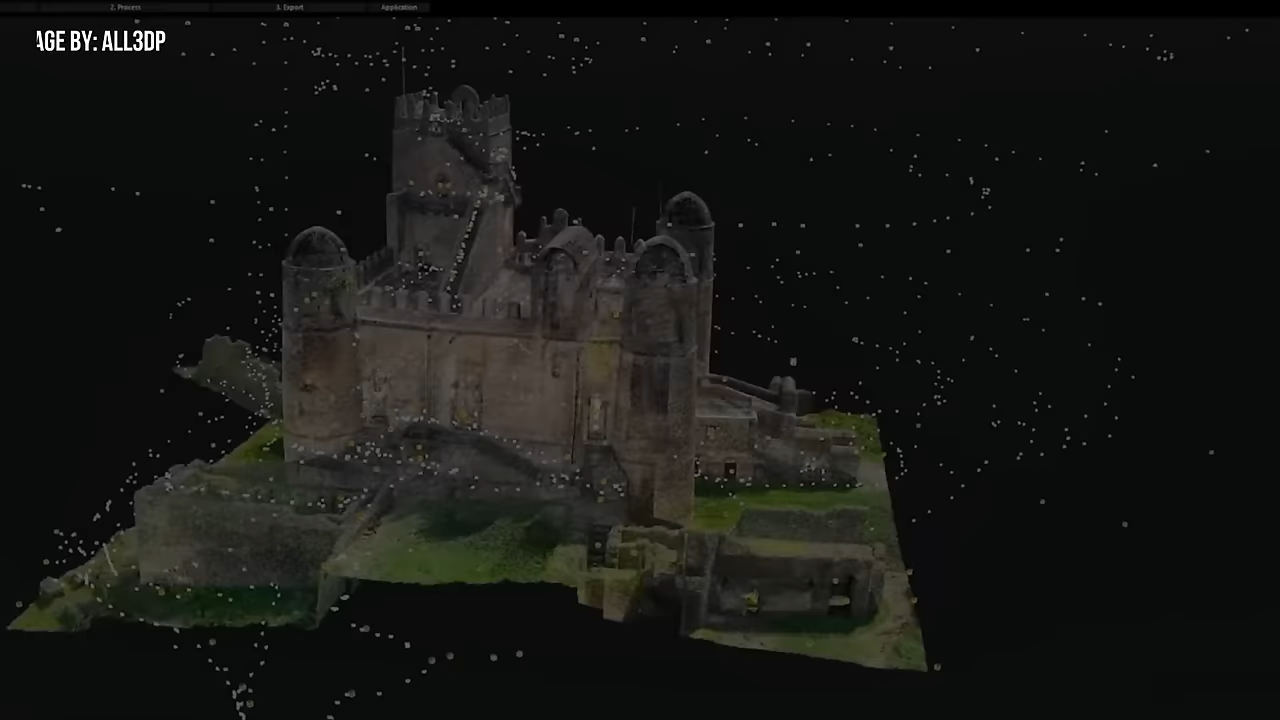 2. Process
3. Export
Application
AGE BY: ALL3DP